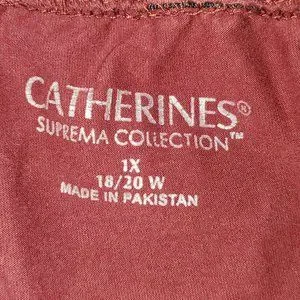 CATHERINES®
SUPREMA COLLECTION™
1X
18/20 W
MADE IN PAKISTAN